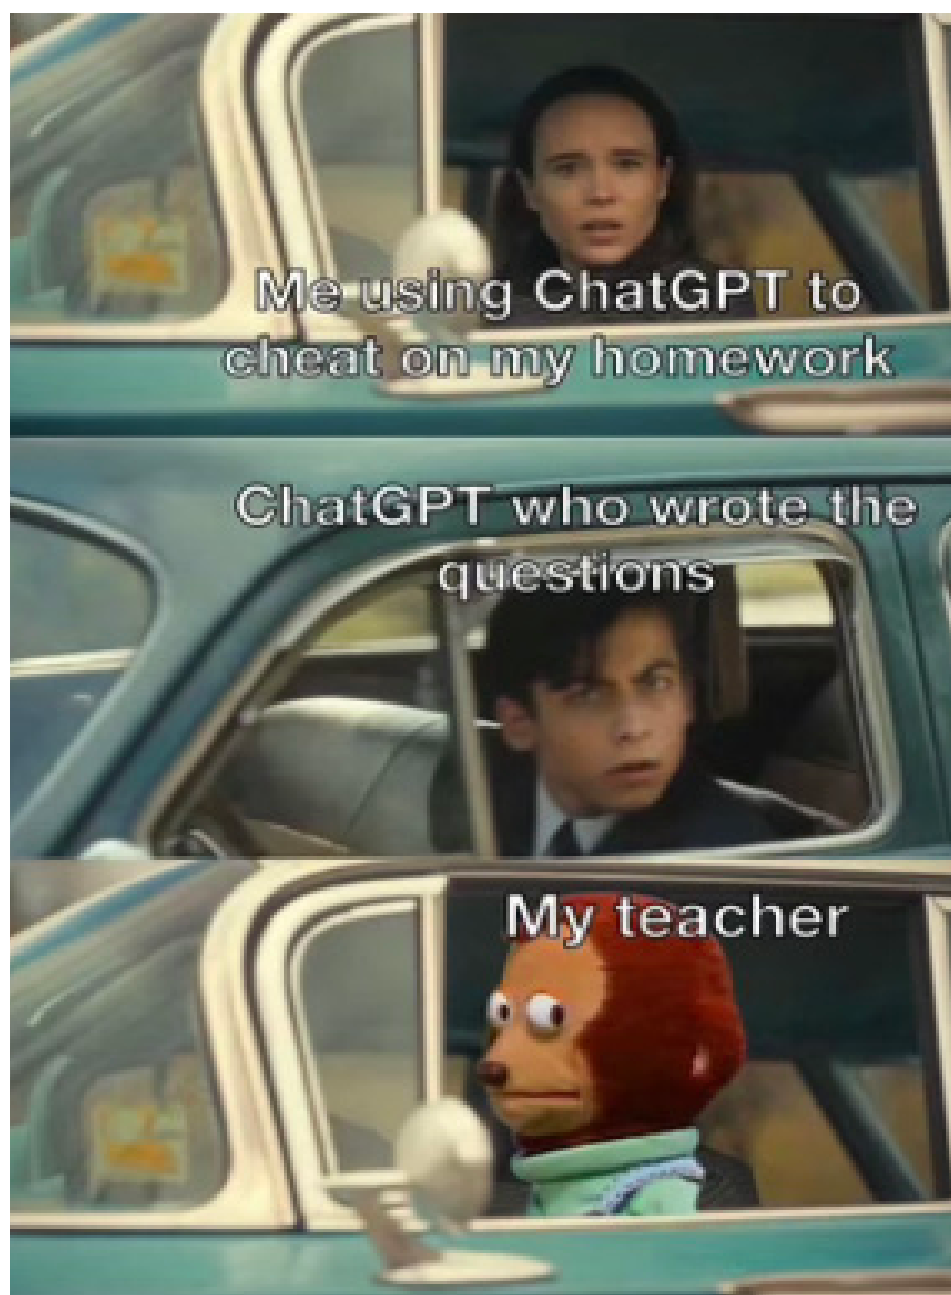 Me using ChatGPT to
cheat on my homework
ChatGPT who wrote the
questions
My teacher